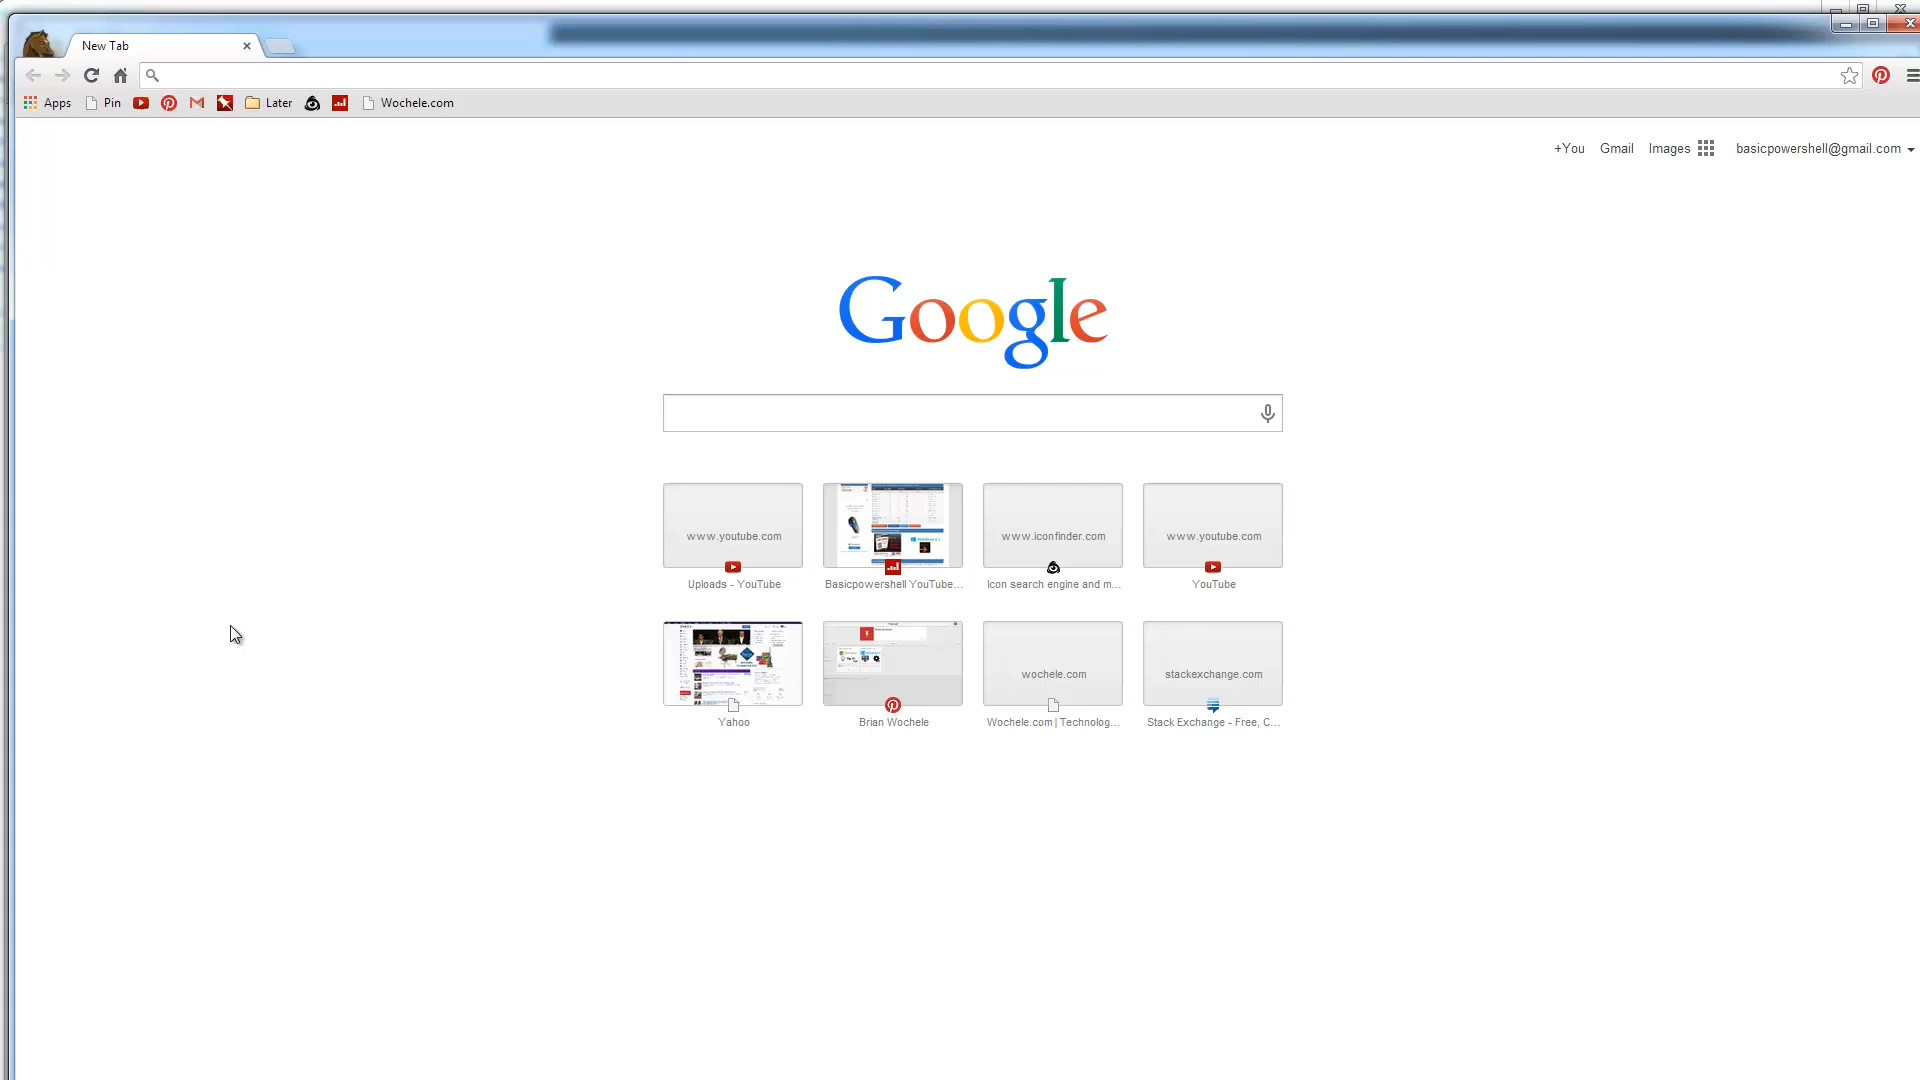 New Tab
Apps Pin Later Wochele.com
+You Gmail Images basicpowershell@gmail.com
Google
www.youtube.com www.iconfinder.com www.youtube.com
Uploads - YouTube Basicpowershell YouTube... Icon search engine and m... YouTube
wochele.com stackexchange.com
Yahoo Brian Wochele Wochele.com | Technolog... Stack Exchange - Free, C...